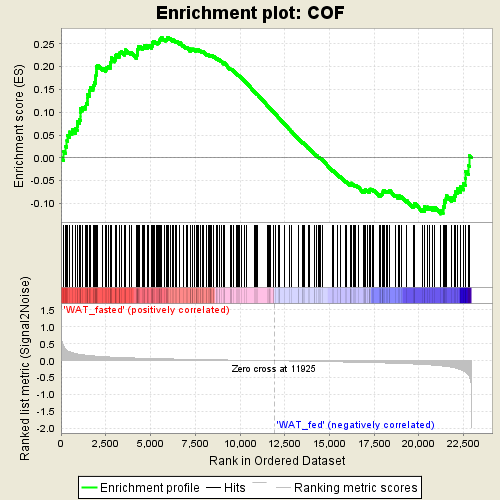 Enrichment plot: COF
Enrichment score (ES)
0.25
0.20
0.15
0.10
0.05
0.00
-0.05
-0.10
'WAT_fasted' (positively correlated)
Ranked list metric (Signal2Noise)
1.5
1.0
0.5
0.0
-0.5
-1.0
-1.5
-2.0
Zero cross at 11925
'WAT_fed' (negatively correlated)
0 2,500 5,000 7,500 10,000 12,500 15,000 17,500 20,000 22,500
Rank in Ordered Dataset
Enrichment profile Hits Ranking metric scores